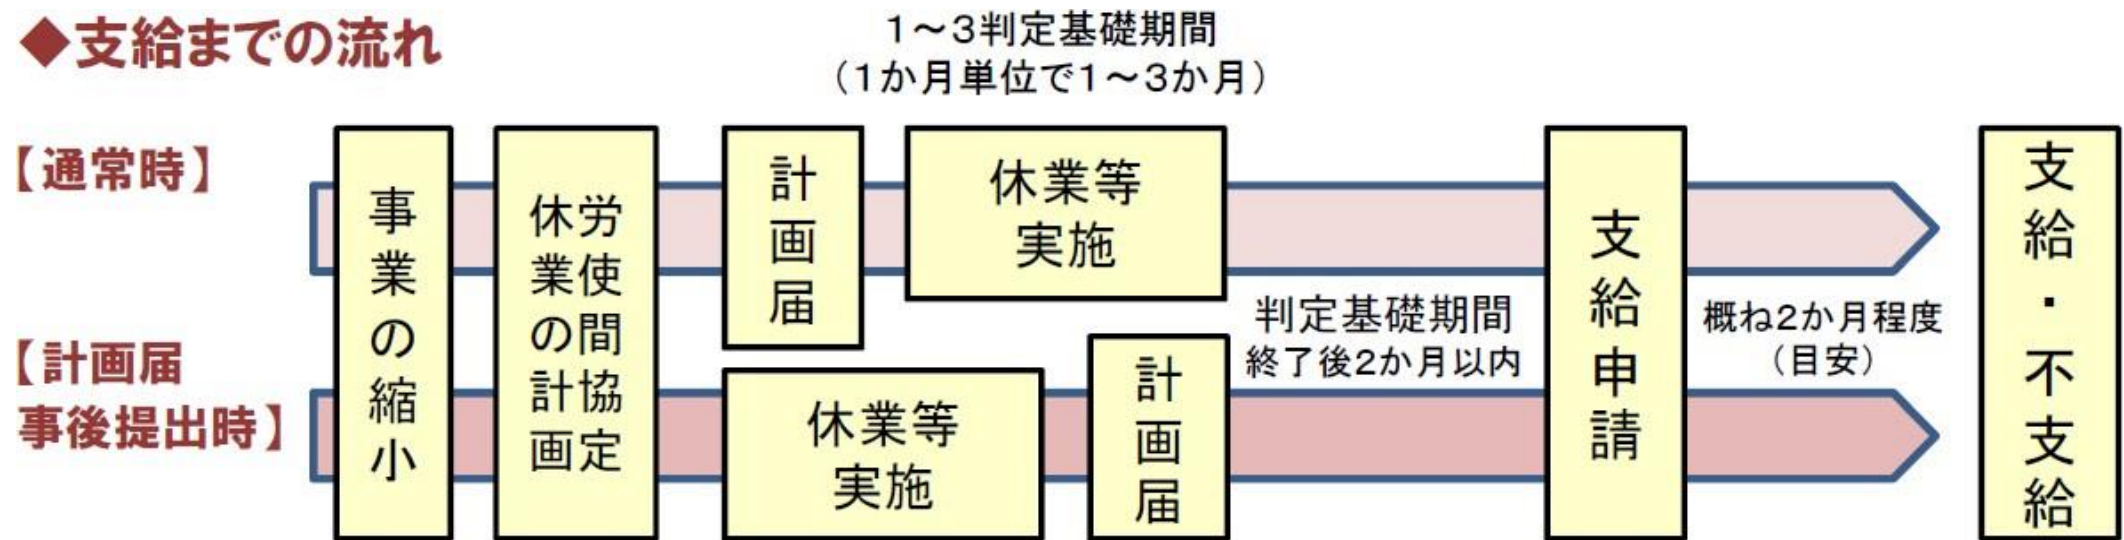 ◆支給までの流れ
1～3判定基礎期間
（1か月単位で1～3か月）
【通常時】
【計画届
事後提出時】
事業の縮小
労使間協定
休業の計画
計画届
休業等
実施
休業等
実施
計画届
判定基礎期間
終了後2か月以内
支給申請
概ね2か月程度
（目安）
支給・不支給